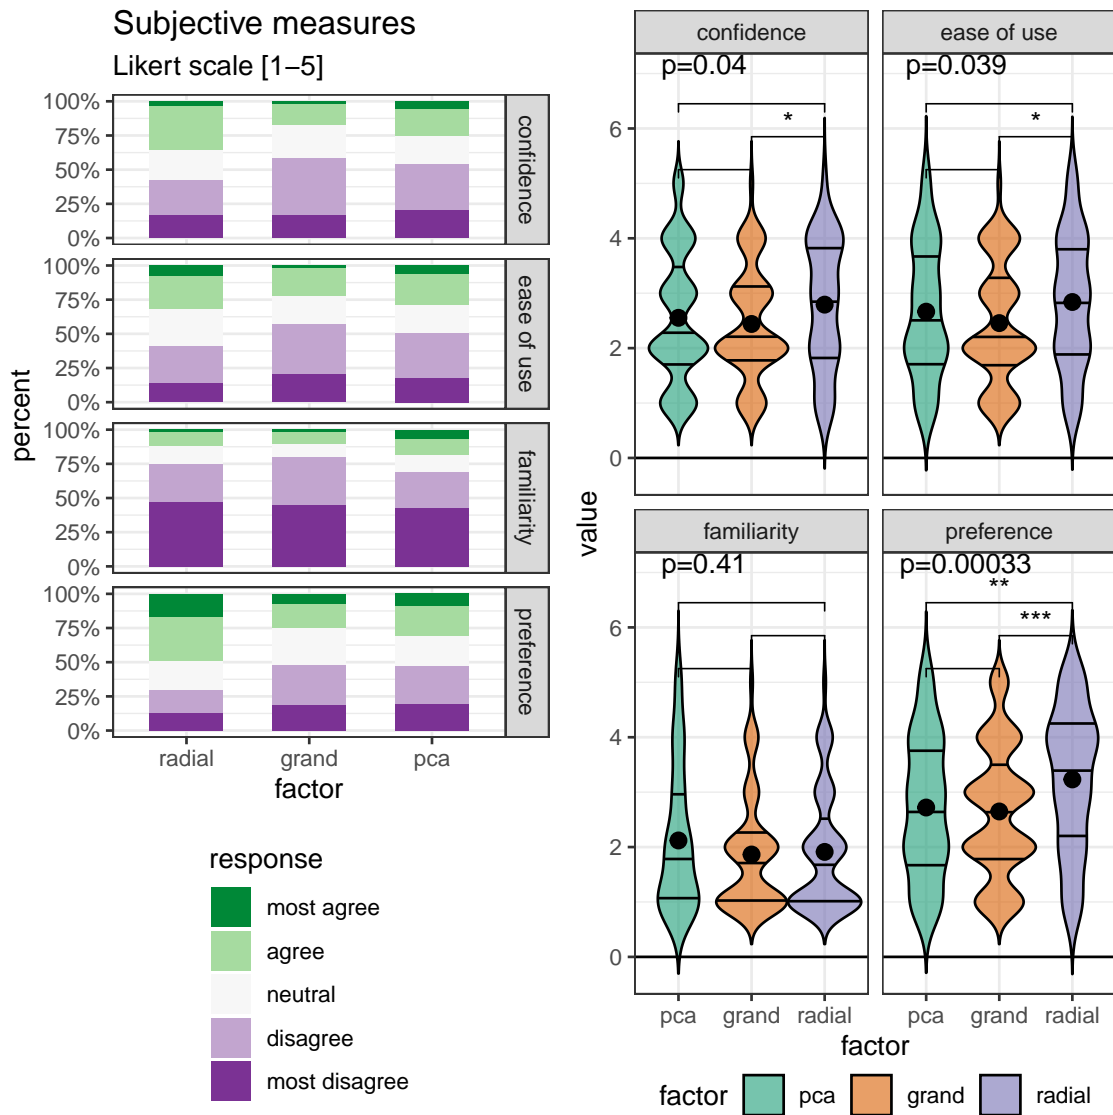 Subjective measures
Likert scale [1–5]
percent
100%
75%
50%
25%
0%
confidence
100%
75%
50%
25%
0%
ease of use
100%
75%
50%
25%
0%
familiarity
100%
75%
50%
25%
0%
preference
radial grand pca
factor
response
most agree
agree
neutral
disagree
most disagree
value
confidence
p=0.04
*
6
4
2
0
ease of use
p=0.039
*
familiarity
p=0.41
6
4
2
0
preference
p=0.00033
**
***
pca grand radial
pca grand radial
factor
factor pca grand radial